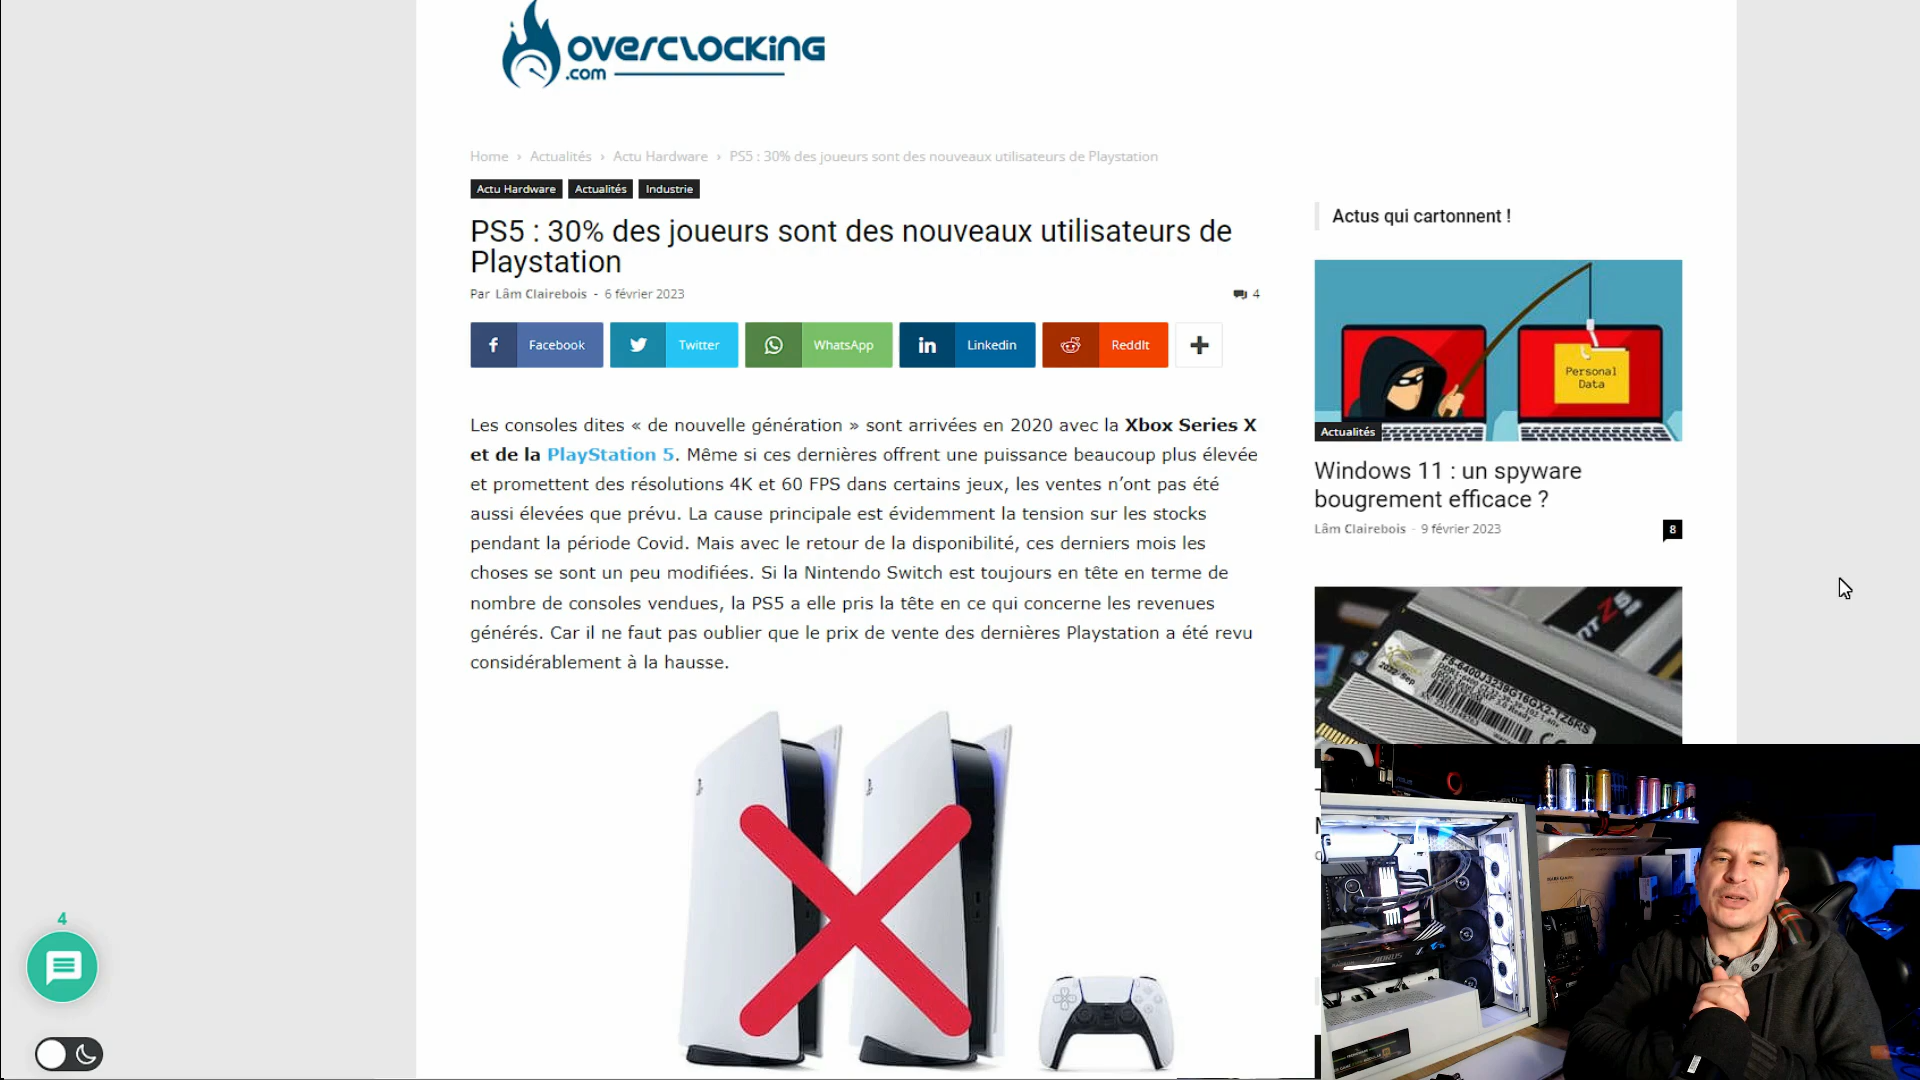 OVERCLOCKING
.com
Home › Actualités › Actu Hardware › PS5 : 30% des joueurs sont des nouveaux utilisateurs de Playstation
Actu Hardware Actualités Industrie
PS5 : 30% des joueurs sont des nouveaux utilisateurs de
Playstation
Par Lâm Clairebois - 6 février 2023
4
Facebook Twitter WhatsApp Linkedin ReddIt
Les consoles dites « de nouvelle génération » sont arrivées en 2020 avec la Xbox Series X
et de la PlayStation 5. Même si ces dernières offrent une puissance beaucoup plus élevée
et promettent des résolutions 4K et 60 FPS dans certains jeux, les ventes n’ont pas été
aussi élevées que prévu. La cause principale est évidemment la tension sur les stocks
pendant la période Covid. Mais avec le retour de la disponibilité, ces derniers mois les
choses se sont un peu modifiées. Si la Nintendo Switch est toujours en tête en terme de
nombre de consoles vendues, la PS5 a elle pris la tête en ce qui concerne les revenues
générés. Car il ne faut pas oublier que le prix de vente des dernières Playstation a été revu
considérablement à la hausse.
4
Actus qui cartonnent !
Personal
Data
Actualités
Windows 11 : un spyware
bougrement efficace ?
Lâm Clairebois - 9 février 2023
8
2022-Sep
AORUS